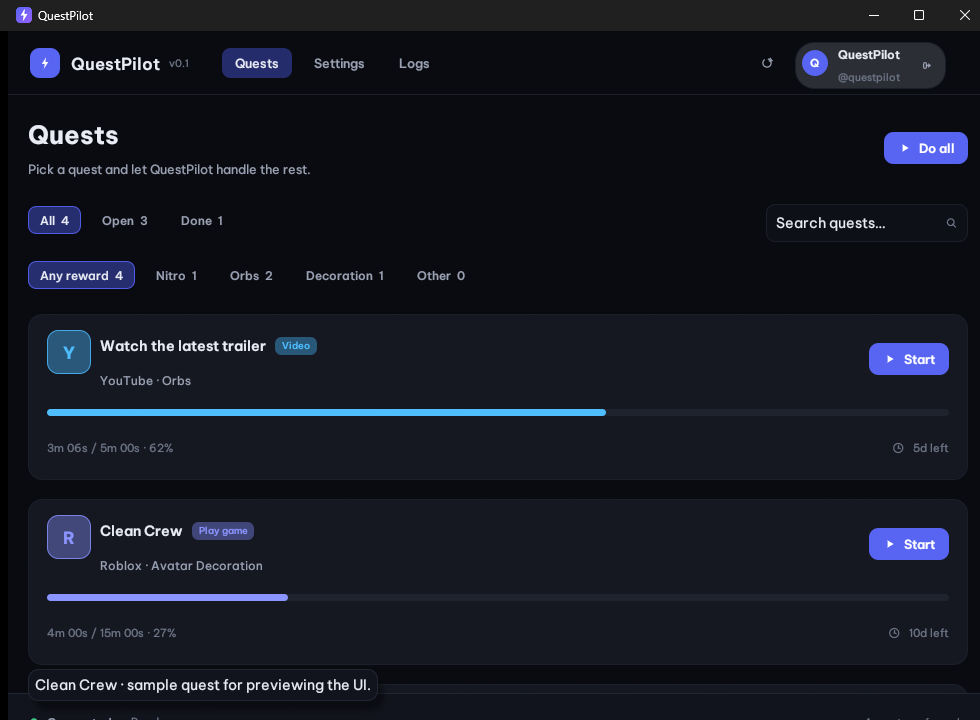 QuestPilot
QuestPilot v0.1 Quests Settings Logs
Q QuestPilot
@questpilot
Quests
Pick a quest and let QuestPilot handle the rest.
Do all
All 4 Open 3 Done 1
Search quests...
Any reward 4 Nitro 1 Orbs 2 Decoration 1 Other 0
Y Watch the latest trailer Video
YouTube · Orbs
Start
3m 06s / 5m 00s · 62% 5d left
R Clean Crew Play game
Roblox · Avatar Decoration
Start
4m 00s / 15m 00s · 27% 10d left
Clean Crew · sample quest for previewing the UI.